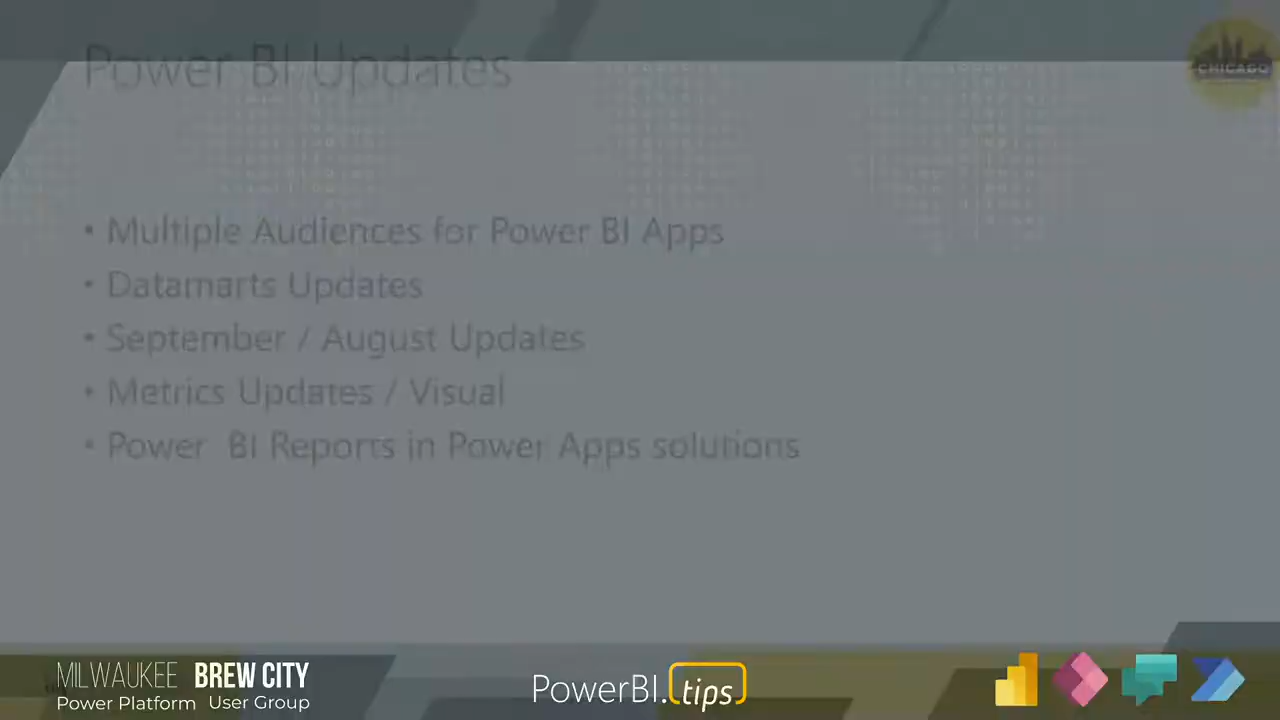 Power BI Updates
CHICAGO
• Multiple Audiences for Power BI Apps
• Datamarts Updates
• September / August Updates
• Metrics Updates / Visual
• Power  BI Reports in Power Apps solutions
MILWAUKEE BREW CITY
Power Platform User Group
PowerBI.tips